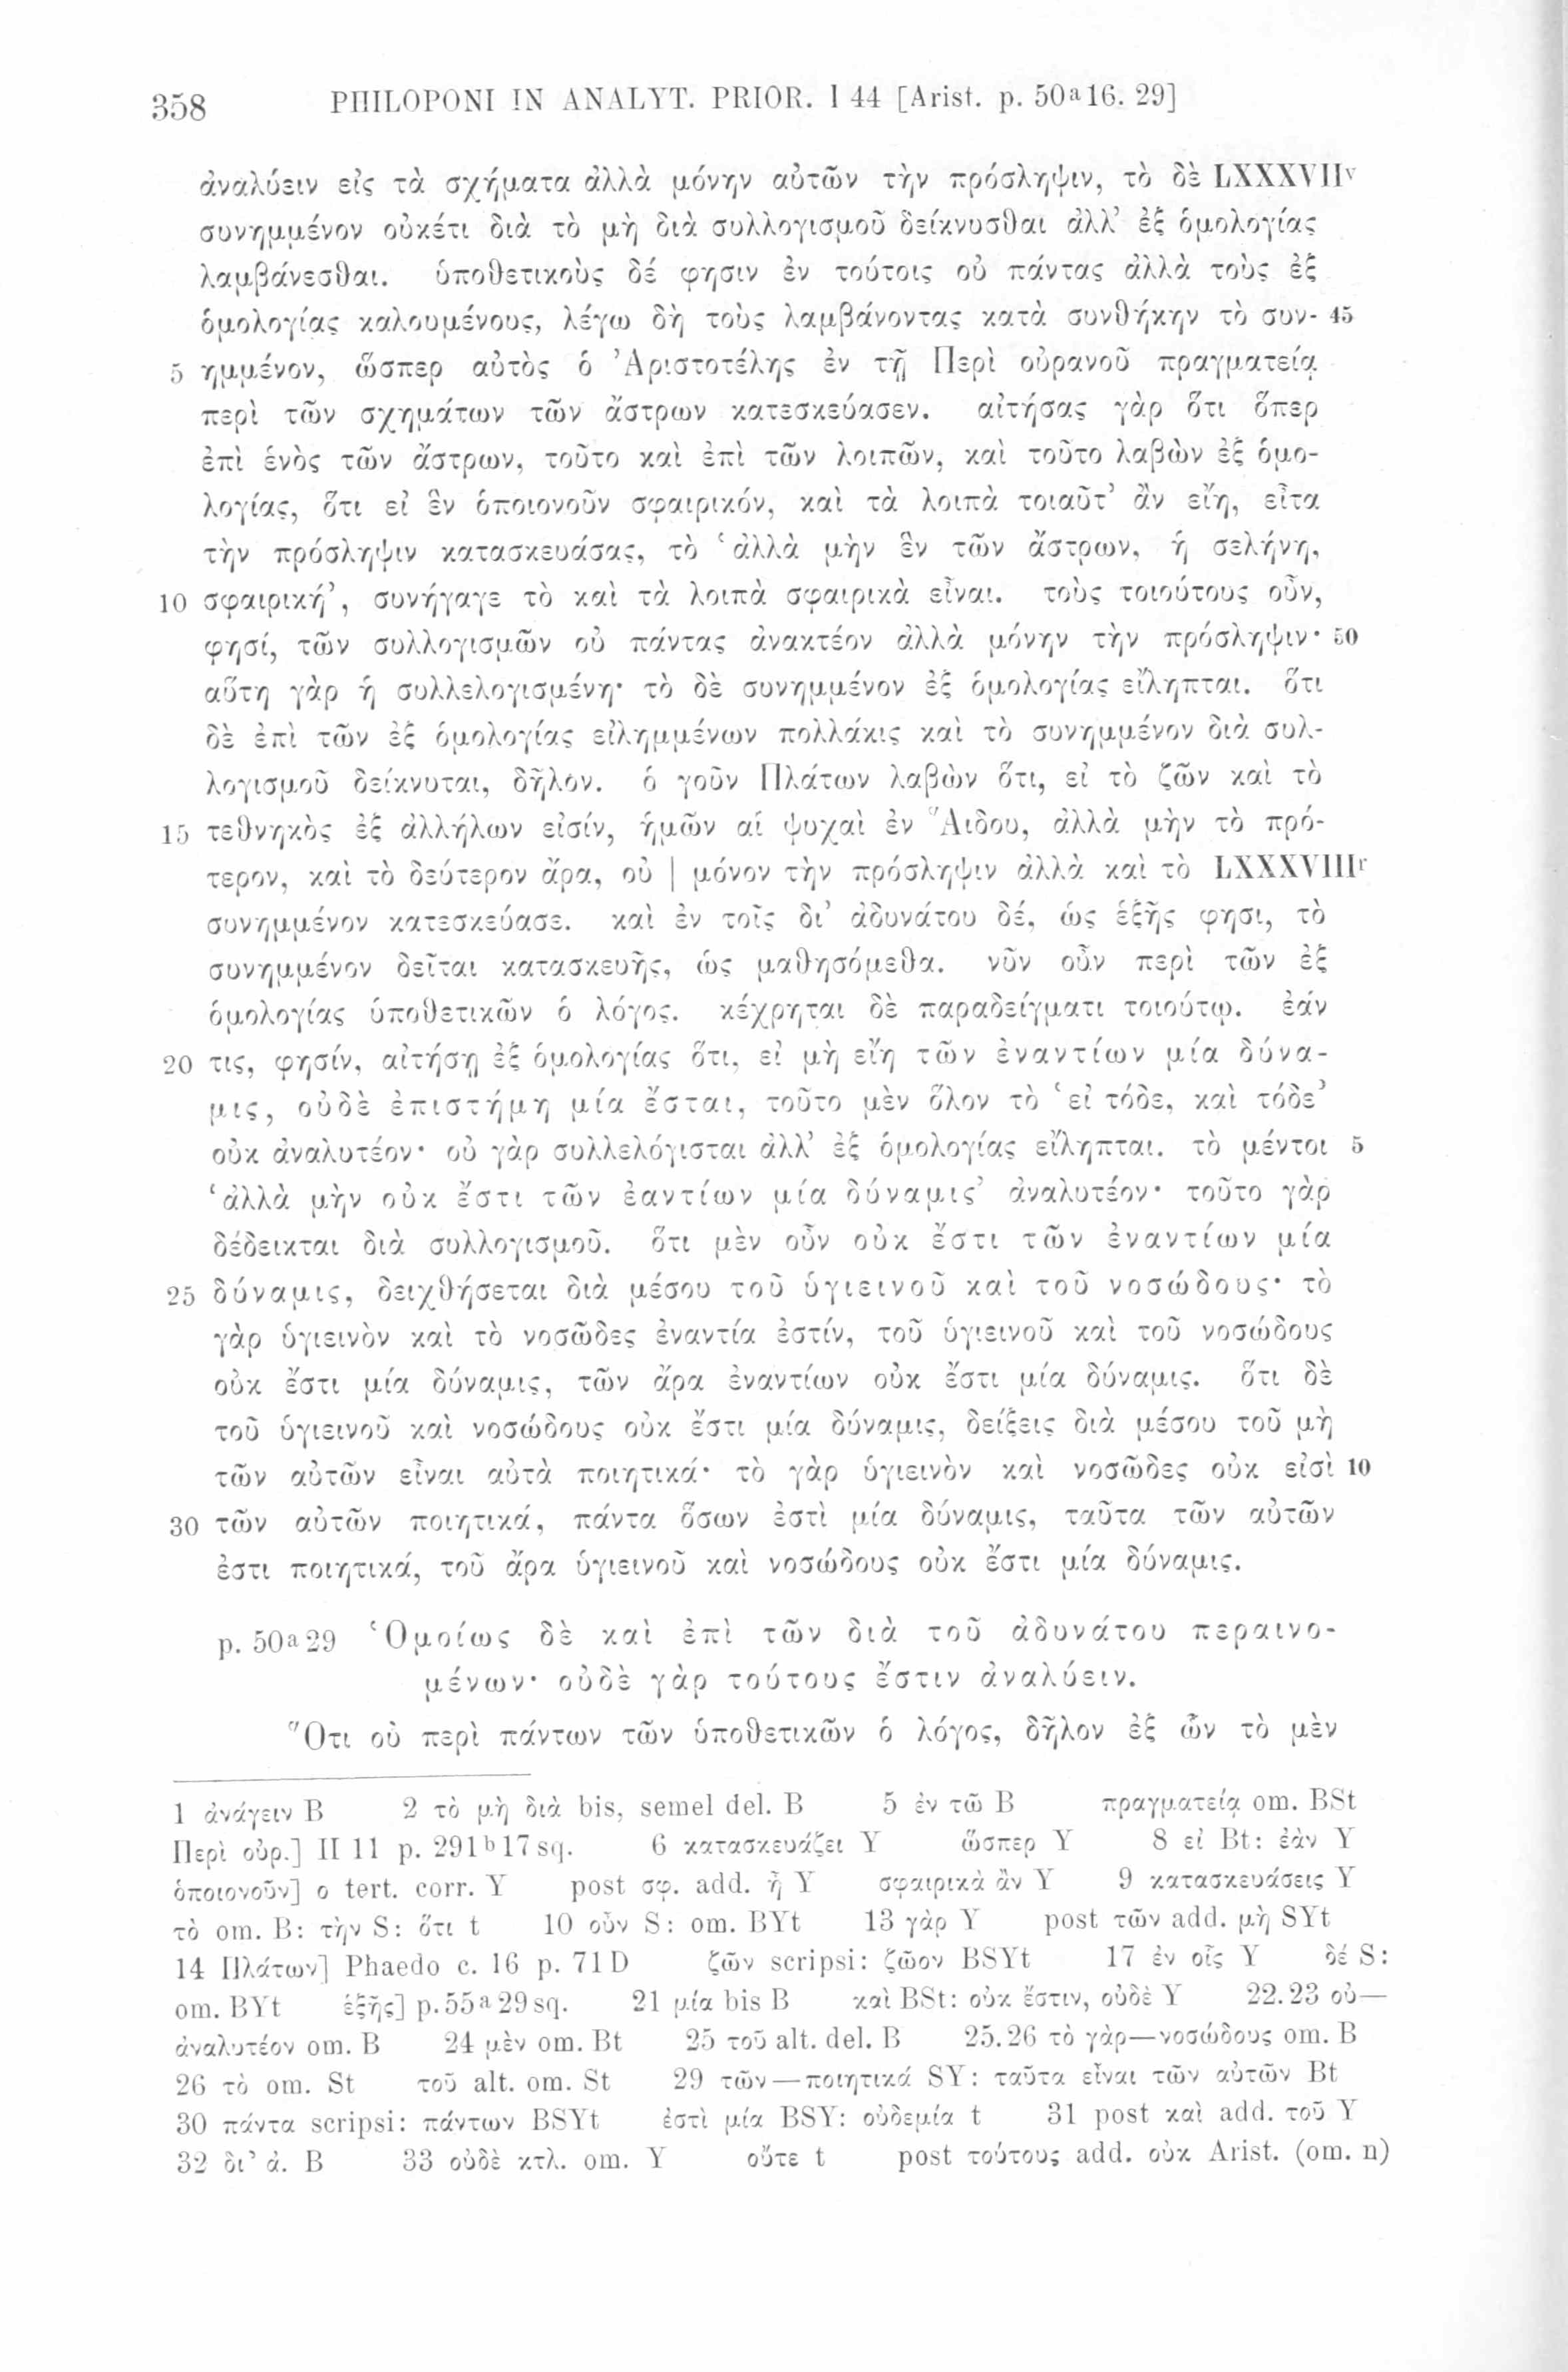 358 PHILOPONI IN ANALYT. PRIOR. I 44 [Arist. p. 50a16. 29]
ἀναλύειν εἰς τὰ σχήματα ἀλλὰ μόνην αὐτῶν τὴν πρόσληψιν, τὸ δὲ LXXXVIIv
συνημμένον οὐκέτι διὰ τὸ μὴ διὰ συλλογισμοῦ δείκνυσθαι ἀλλ’ ἐξ ὁμολογίας
λαμβάνεσθαι. ὑποθετικοὺς δέ φησιν ἐν τούτοις οὐ πάντας ἀλλὰ τοὺς ἐξ
ὁμολογίας καλουμένους, λέγω δὴ τοὺς λαμβάνοντας κατὰ συνθήκην τὸ συν- 45
5 ημμένον, ὥσπερ αὐτὸς ὁ Ἀριστοτέλης ἐν τῇ Περὶ οὐρανοῦ πραγματείᾳ
περὶ τῶν σχημάτων τῶν ἄστρων κατεσκεύασεν. αἰτήσας γὰρ ὅτι ὅπερ
ἐπὶ ἑνὸς τῶν ἄστρων, τοῦτο καὶ ἐπὶ τῶν λοιπῶν, καὶ τοῦτο λαβὼν ἐξ ὁμο-
λογίας, ὅτι εἰ ἓν ὁποιονοῦν σφαιρικόν, καὶ τὰ λοιπὰ τοιαῦτ’ ἂν εἴη, εἶτα
τὴν πρόσληψιν κατασκευάσας, τὸ ‘ἀλλὰ μὴν ἓν τῶν ἄστρων, ἡ σελήνη,
10 σφαιρική’, συνήγαγε τὸ καὶ τὰ λοιπὰ σφαιρικὰ εἶναι. τοὺς τοιούτους οὖν,
φησί, τῶν συλλογισμῶν οὐ πάντας ἀνακτέον ἀλλὰ μόνην τὴν πρόσληψιν· 50
αὕτη γὰρ ἡ συλλελογισμένη· τὸ δὲ συνημμένον ἐξ ὁμολογίας εἴληπται. ὅτι
δὲ ἐπὶ τῶν ἐξ ὁμολογίας εἰλημμένων πολλάκις καὶ τὸ συνημμένον διὰ συλ-
λογισμοῦ δείκνυται, δῆλον. ὁ γοῦν Πλάτων λαβὼν ὅτι, εἰ τὸ ζῶν καὶ τὸ
15 τεθνηκὸς ἐξ ἀλλήλων εἰσίν, ἡμῶν αἱ ψυχαὶ ἐν Ἅιδου, ἀλλὰ μὴν τὸ πρό-
τερον, καὶ τὸ δεύτερον ἄρα, οὐ | μόνον τὴν πρόσληψιν ἀλλὰ καὶ τὸ LXXXVIIIr
συνημμένον κατεσκεύασε. καὶ ἐν τοῖς δι’ ἀδυνάτου δέ, ὡς ἑξῆς φησι, τὸ
συνημμένον δεῖται κατασκευῆς, ὡς μαθησόμεθα. νῦν οὖν περὶ τῶν ἐξ
ὁμολογίας ὑποθετικῶν ὁ λόγος. κέχρηται δὲ παραδείγματι τοιούτῳ. ἐάν
20 τις, φησίν, αἰτήσῃ ἐξ ὁμολογίας ὅτι, εἰ μὴ εἴη τῶν ἐναντίων μία δύνα-
μις, οὐδὲ ἐπιστήμη μία ἔσται, τοῦτο μὲν ὅλον τὸ ‘εἰ τόδε, καὶ τόδε’
οὐκ ἀναλυτέον· οὐ γὰρ συλλελόγισται ἀλλ’ ἐξ ὁμολογίας εἴληπται. τὸ μέντοι 5
‘ἀλλὰ μὴν οὐκ ἔστι τῶν ἐαντίων μία δύναμις’ ἀναλυτέον· τοῦτο γὰρ
δέδεικται διὰ συλλογισμοῦ. ὅτι μὲν οὖν οὐκ ἔστι τῶν ἐναντίων μία
25 δύναμις, δειχθήσεται διὰ μέσου τοῦ ὑγιεινοῦ καὶ τοῦ νοσώδους· τὸ
γὰρ ὑγιεινὸν καὶ τὸ νοσῶδες ἐναντία ἐστίν, τοῦ ὑγιεινοῦ καὶ τοῦ νοσώδους
οὐκ ἔστι μία δύναμις, τῶν ἄρα ἐναντίων οὐκ ἔστι μία δύναμις. ὅτι δὲ
τοῦ ὑγιεινοῦ καὶ νοσώδους οὐκ ἔστι μία δύναμις, δείξεις διὰ μέσου τοῦ μὴ
τῶν αὐτῶν εἶναι αὐτὰ ποιητικά· τὸ γὰρ ὑγιεινὸν καὶ νοσῶδες οὐκ εἰσὶ 10
30 τῶν αὐτῶν ποιητικά, πάντα ὅσων ἐστὶ μία δύναμις, ταῦτα τῶν αὐτῶν
ἐστι ποιητικά, τοῦ ἄρα ὑγιεινοῦ καὶ νοσώδους οὐκ ἔστι μία δύναμις.
p. 50a29 Ὁμοίως δὲ καὶ ἐπὶ τῶν διὰ τοῦ ἀδυνάτου περαινο-
μένων· οὐδὲ γὰρ τούτους ἔστιν ἀναλύειν.
Ὅτι οὐ περὶ πάντων τῶν ὑποθετικῶν ὁ λόγος, δῆλον ἐξ ὧν τὸ μὲν
1 ἀνάγειν B 2 τὸ μὴ διὰ bis, semel del. B 5 ἐν τῶ B πραγματείᾳ om. BSt
Περὶ οὐρ.] II 11 p. 291b17sq. 6 κατασκευάζει Y ὥσπερ Y 8 εἰ Bt: ἐὰν Y
ὁποιονοῦν] ο tert. corr. Y post σφ. add. ᾖ Y σφαιρικὰ ἂν Y 9 κατασκευάσεις Y
τὸ om. B: τὴν S: ὅτι t 10 οὖν S: om. BYt 13 γὰρ Y post τῶν add. μὴ SYt
14 Πλάτων] Phaedo c. 16 p. 71D ζῶν scripsi: ζῶον BSYt 17 ἐν οἷς Y δέ S:
om. BYt ἑξῆς] p. 55a29sq. 21 μία bis B καὶ BSt: οὐκ ἔστιν, οὐδὲ Y 22.23 οὐ—
ἀναλυτέον om. B 24 μὲν om. Bt 25 τοῦ alt. del. B 25.26 τὸ γὰρ—νοσώδους om. B
26 τὸ om. St τοῦ alt. om. St 29 τῶν—ποιητικά SY: ταῦτα εἶναι τῶν αὐτῶν Bt
30 πάντα scripsi: πάντων BSYt ἐστὶ μία BSY: οὐδεμία t 31 post καὶ add. τοῦ Y
32 δι’ ἀ. B 33 οὐδὲ κτλ. om. Y οὔτε t post τούτους add. οὐκ Arist. (om. n)